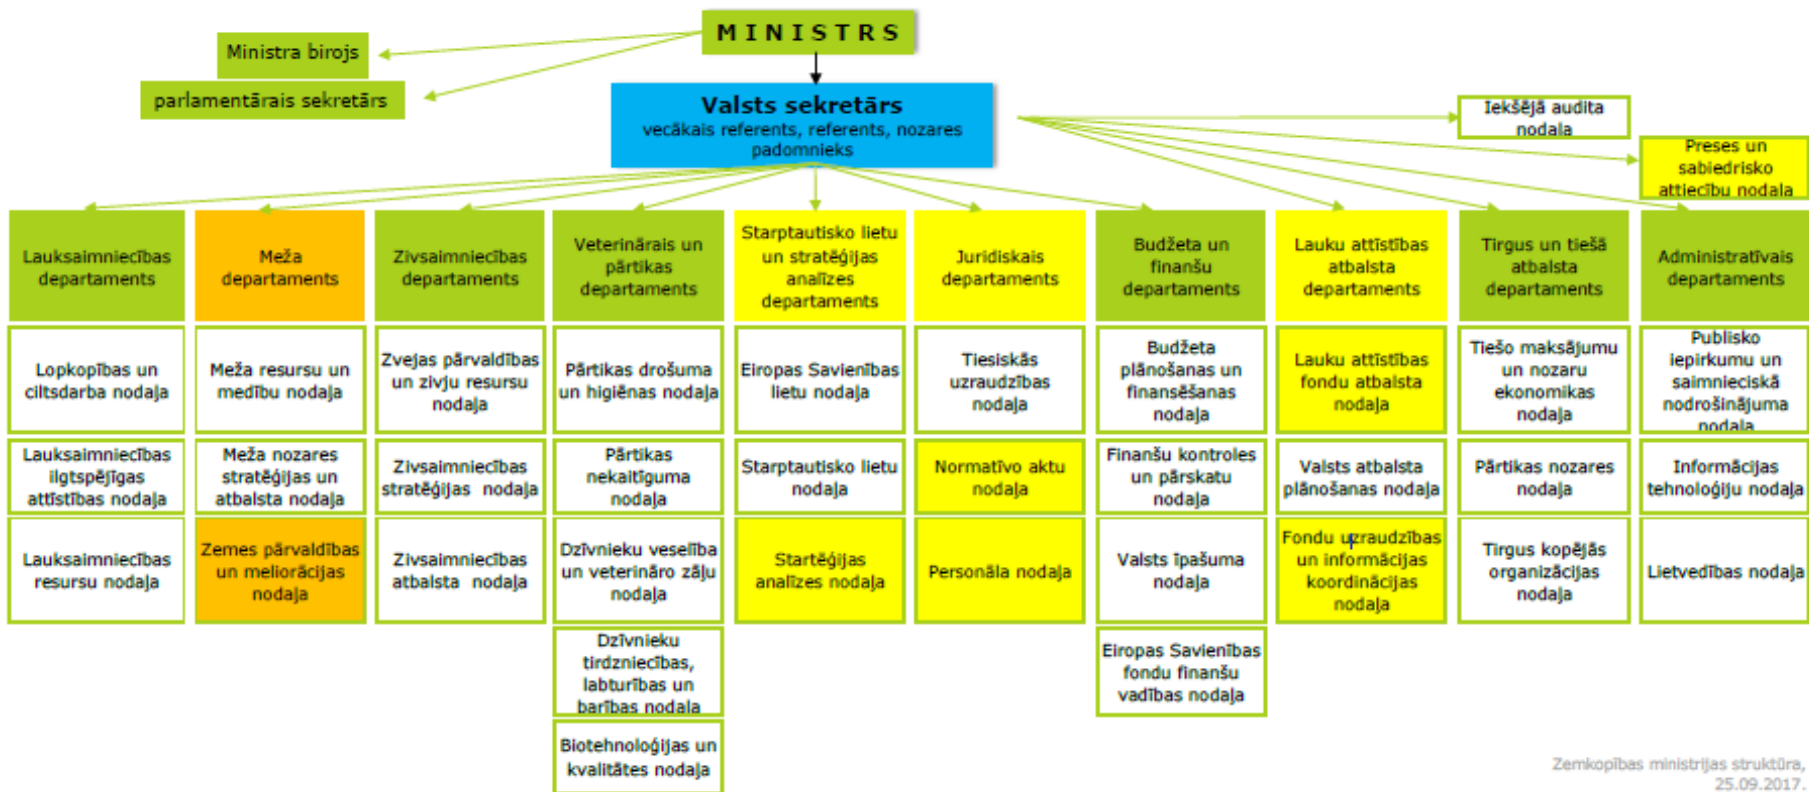 MINISTRS
Ministra birojs
parlamentārais sekretārs
Valsts sekretārs
vecākais referents, referents, nozares
padomnieks
Iekšējā audita
nodaļa
Preses un
sabiedrisko
attiecību nodaļa
Lauksaimniecības
departaments
Meža
departaments
Zivsaimniecības
departaments
Veterinārais un
pārtikas
departaments
Starptautisko lietu
un stratēģijas
analīzes
departaments
Juridiskais
departaments
Budžeta un
finanšu
departaments
Lauku attīstības
atbalsta
departaments
Tirgus un tiešā
atbalsta
departaments
Administratīvais
departaments
Lopkopības un
ciltsdarba nodaļa
Meža resursu un
medību nodaļa
Zvejas pārvaldības
un zivju resursu
nodaļa
Pārtikas drošuma
un higiēnas nodaļa
Eiropas Savienības
lietu nodaļa
Tiesiskās
uzraudzības
nodaļa
Budžeta
plānošanas un
finansēšanas
nodaļa
Lauku attīstības
fondu atbalsta
nodaļa
Tiešo maksājumu
un nozaru
ekonomikas
nodaļa
Publisko
iepirkumu un
saimnieciskā
nodrošinājuma
nodaļa
Lauksaimniecības
ilgtspējīgas
attīstības nodaļa
Meža nozares
stratēģijas un
atbalsta nodaļa
Zivsaimniecības
stratēģijas nodaļa
Pārtikas
nekaitīguma
nodaļa
Starptautisko lietu
nodaļa
Normatīvo aktu
nodaļa
Finanšu kontroles
un pārskatu
nodaļa
Valsts atbalsta
plānošanas nodaļa
Pārtikas nozares
nodaļa
Informācijas
tehnoloģiju nodaļa
Lauksaimniecības
resursu nodaļa
Zemes pārvaldības
un meliorācijas
nodaļa
Zivsaimniecības
atbalsta nodaļa
Dzīvnieku veselība
un veterināro zāļu
nodaļa
Startēģijas
analīzes nodaļa
Personāla nodaļa
Valsts īpašuma
nodaļa
Fondu uzraudzības
un informācijas
koordinācijas
nodaļa
Tirgus kopējās
organizācijas
nodaļa
Lietvedības nodaļa
Dzīvnieku
tirdzniecības,
labturības un
barības nodaļa
Eiropas Savienības
fondu finanšu
vadības nodaļa
Biotehnoloģijas un
kvalitātes nodaļa
Zemkopības ministrijas struktūra,
25.09.2017.